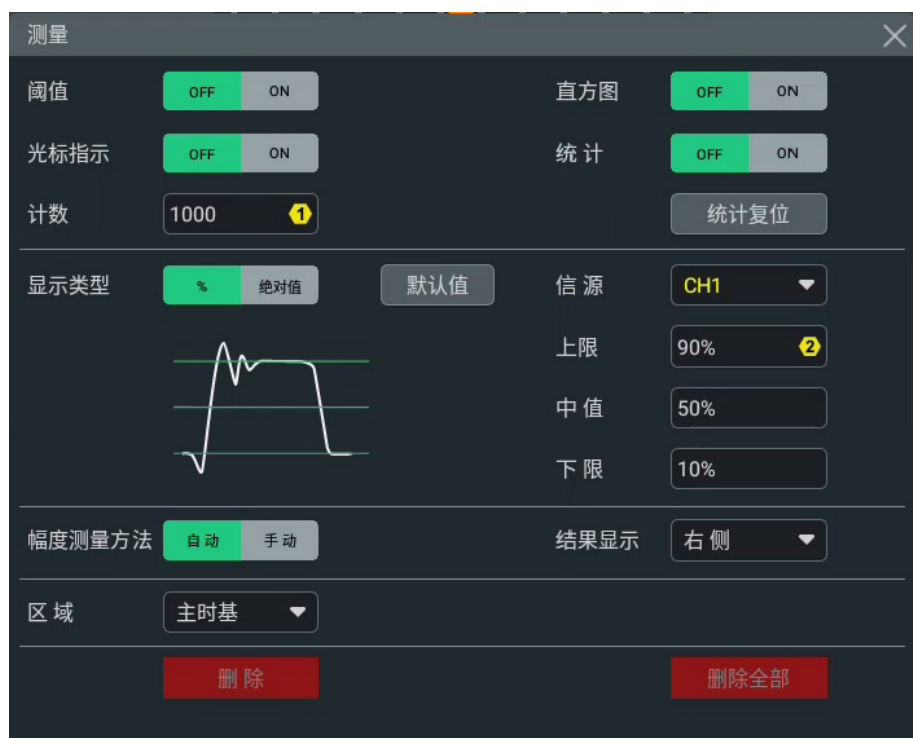 测量
阈值 OFF ON 直方图 OFF ON
光标指示 OFF ON 统计 OFF ON
计数 1000 1 统计复位
显示类型 % 绝对值 默认值 信源 CH1
上限 90% 2
中值 50%
下限 10%
幅度测量方法 自动 手动 结果显示 右侧
区域 主时基
删除 删除全部